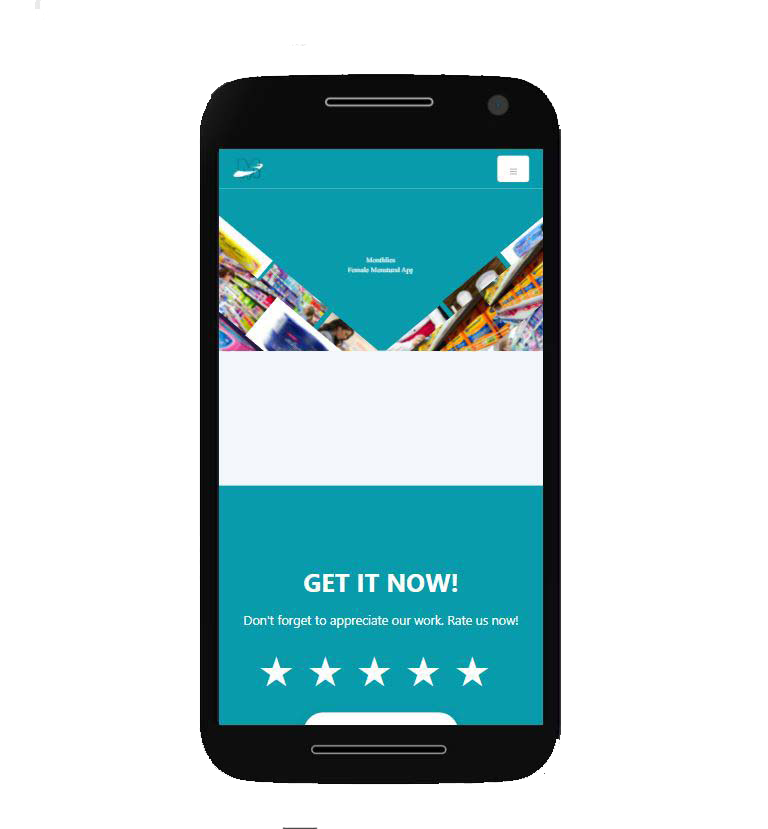 Monthlies
Female Menstural App
GET IT NOW!
Don't forget to appreciate our work. Rate us now!